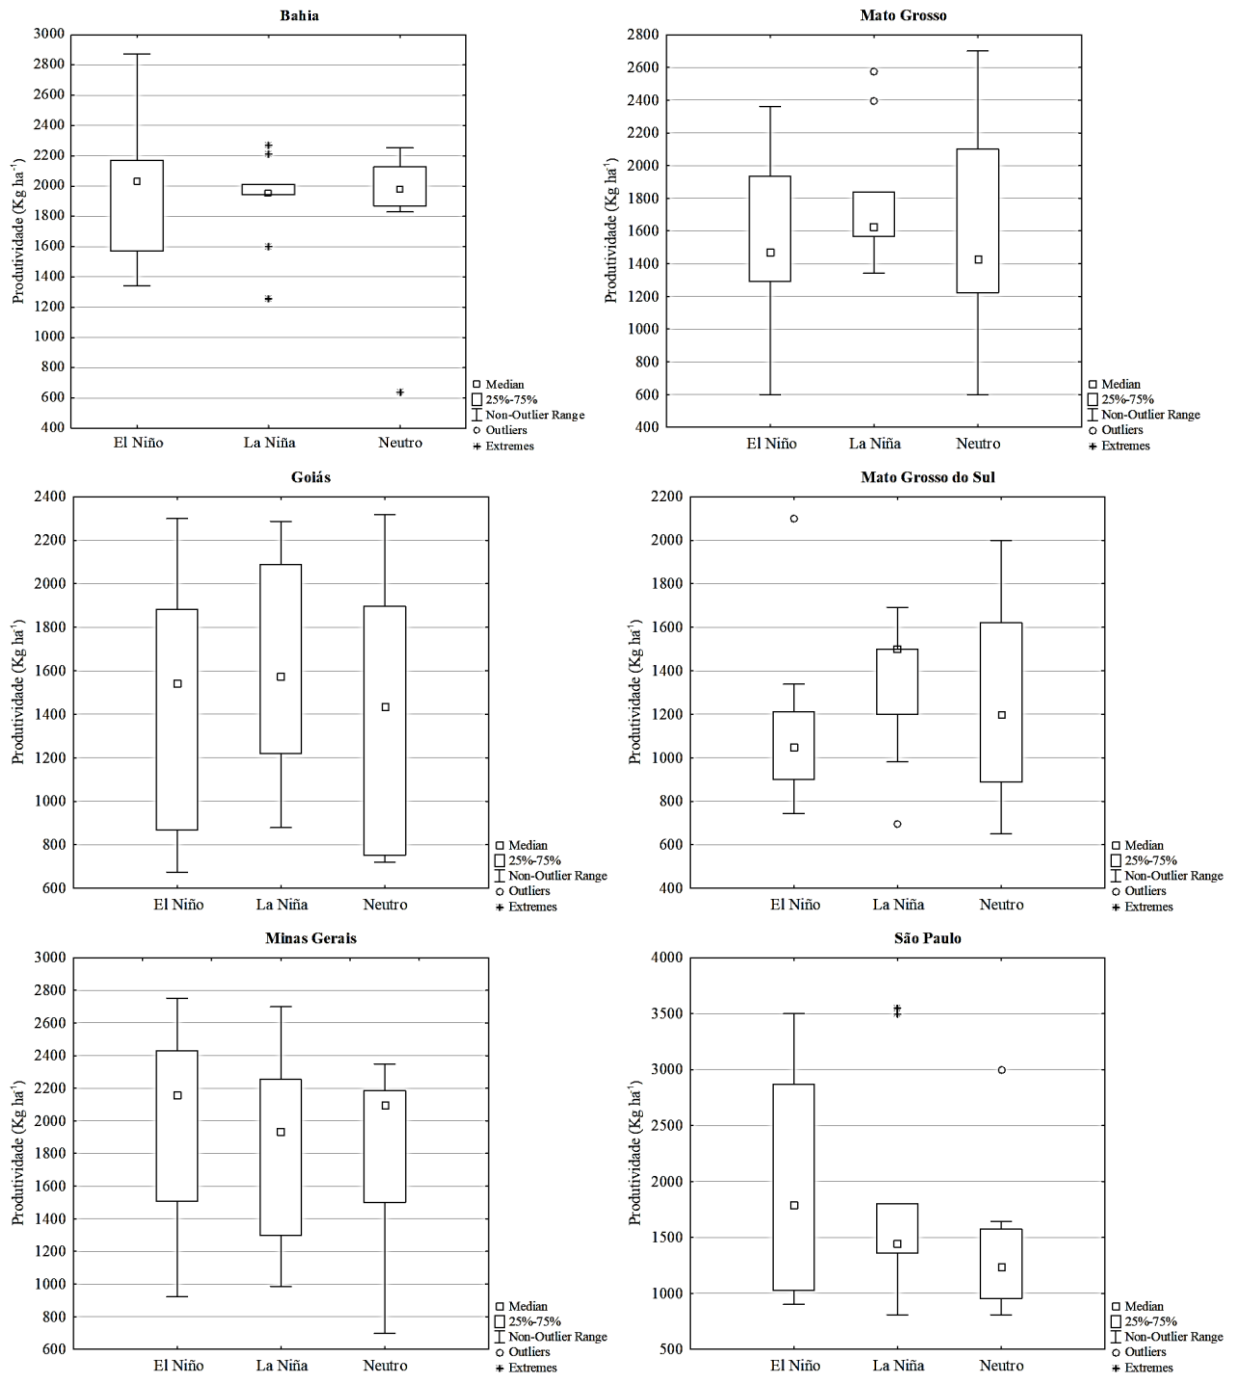 Bahia
Produtividade (Kg ha⁻¹)
3000
2800
2600
2400
2200
2000
1800
1600
1400
1200
1000
800
600
400
El Niño La Niña Neutro
Median
25%-75%
Non-Outlier Range
Outliers
Extremes
Mato Grosso
Produtividade (Kg ha⁻¹)
2800
2600
2400
2200
2000
1800
1600
1400
1200
1000
800
600
400
El Niño La Niña Neutro
Median
25%-75%
Non-Outlier Range
Outliers
Extremes
Goiás
Produtividade (Kg ha⁻¹)
2400
2200
2000
1800
1600
1400
1200
1000
800
600
El Niño La Niña Neutro
Median
25%-75%
Non-Outlier Range
Outliers
Extremes
Mato Grosso do Sul
Produtividade (Kg ha⁻¹)
2200
2000
1800
1600
1400
1200
1000
800
600
400
El Niño La Niña Neutro
Median
25%-75%
Non-Outlier Range
Outliers
Extremes
Minas Gerais
Produtividade (Kg ha⁻¹)
3000
2800
2600
2400
2200
2000
1800
1600
1400
1200
1000
800
600
El Niño La Niña Neutro
Median
25%-75%
Non-Outlier Range
Outliers
Extremes
São Paulo
Produtividade (Kg ha⁻¹)
4000
3500
3000
2500
2000
1500
1000
500
El Niño La Niña Neutro
Median
25%-75%
Non-Outlier Range
Outliers
Extremes